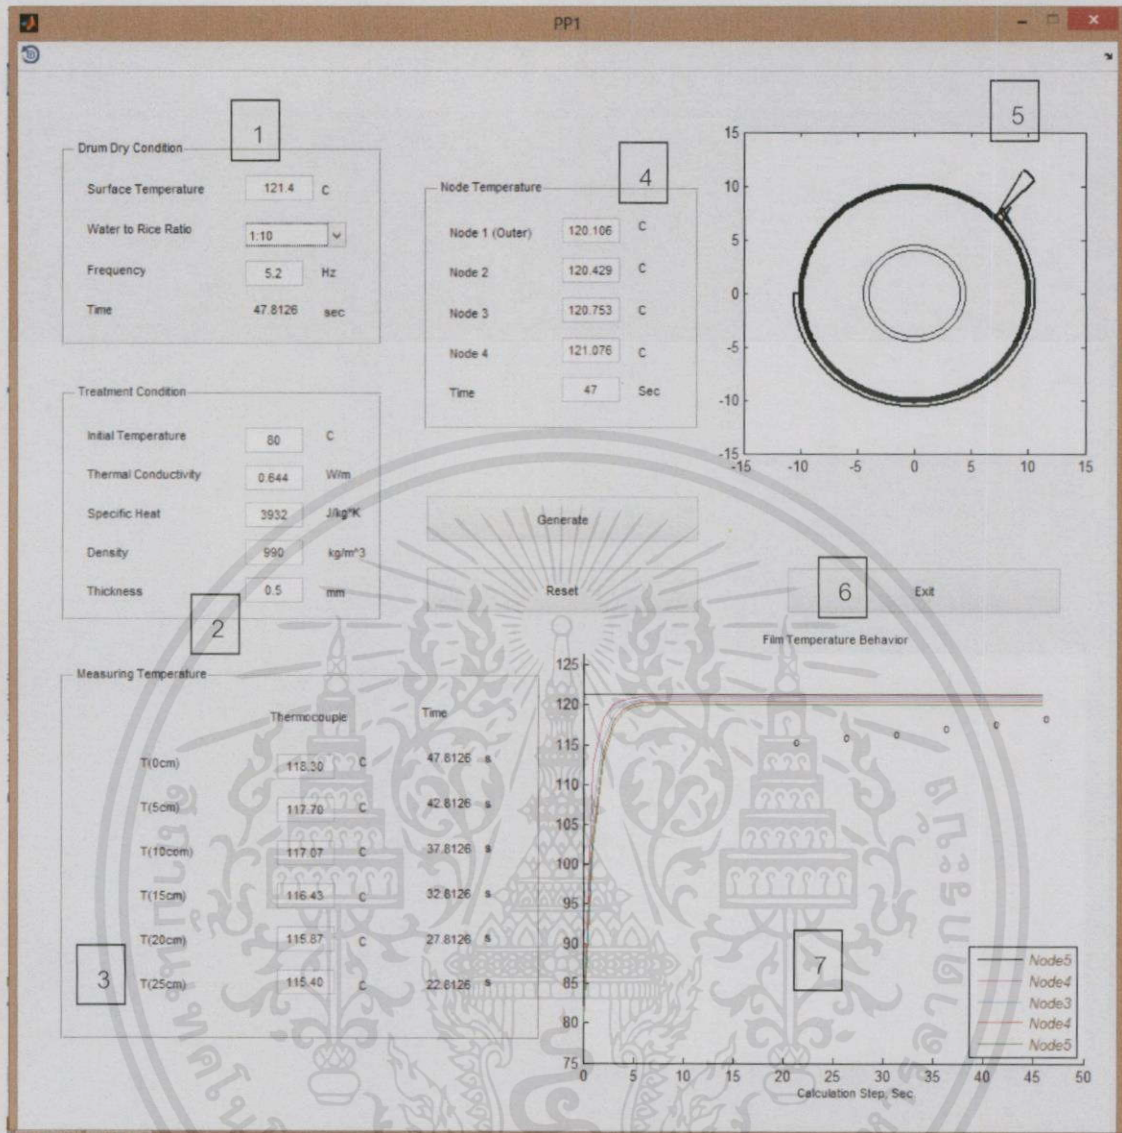 PP1
1
Drum Dry Condition
Surface Temperature 121.4 C
Water to Rice Ratio 1:10
Frequency 5.2 Hz
Time 47.8126 sec
Treatment Condition
Initial Temperature 80 C
Thermal Conductivity 0.644 W/m
Specific Heat 3932 J/kg*K
Density 990 kg/m^3
Thickness 0.5 mm
2
4
Node Temperature
Node 1 (Outer) 120.106 C
Node 2 120.429 C
Node 3 120.753 C
Node 4 121.076 C
Time 47 Sec
Generate
Reset
5
15
10
5
0
-5
-10
-15
-15 -10 -5 0 5 10 15
6
Exit
Measuring Temperature
Thermocouple Time
T(0cm) 118.30 C 47.8126 s
T(5cm) 117.70 C 42.8126 s
T(10com) 117.07 C 37.8126 s
T(15cm) 116.43 C 32.8126 s
T(20cm) 115.87 C 27.8126 s
T(25cm) 115.40 C 22.8126 s
3
Film Temperature Behavior
125
120
115
110
105
100
95
90
85
80
75
0 5 10 15 20 25 30 35 40 45 50
Calculation Step, Sec
7
Node5
Node4
Node3
Node4
Node5